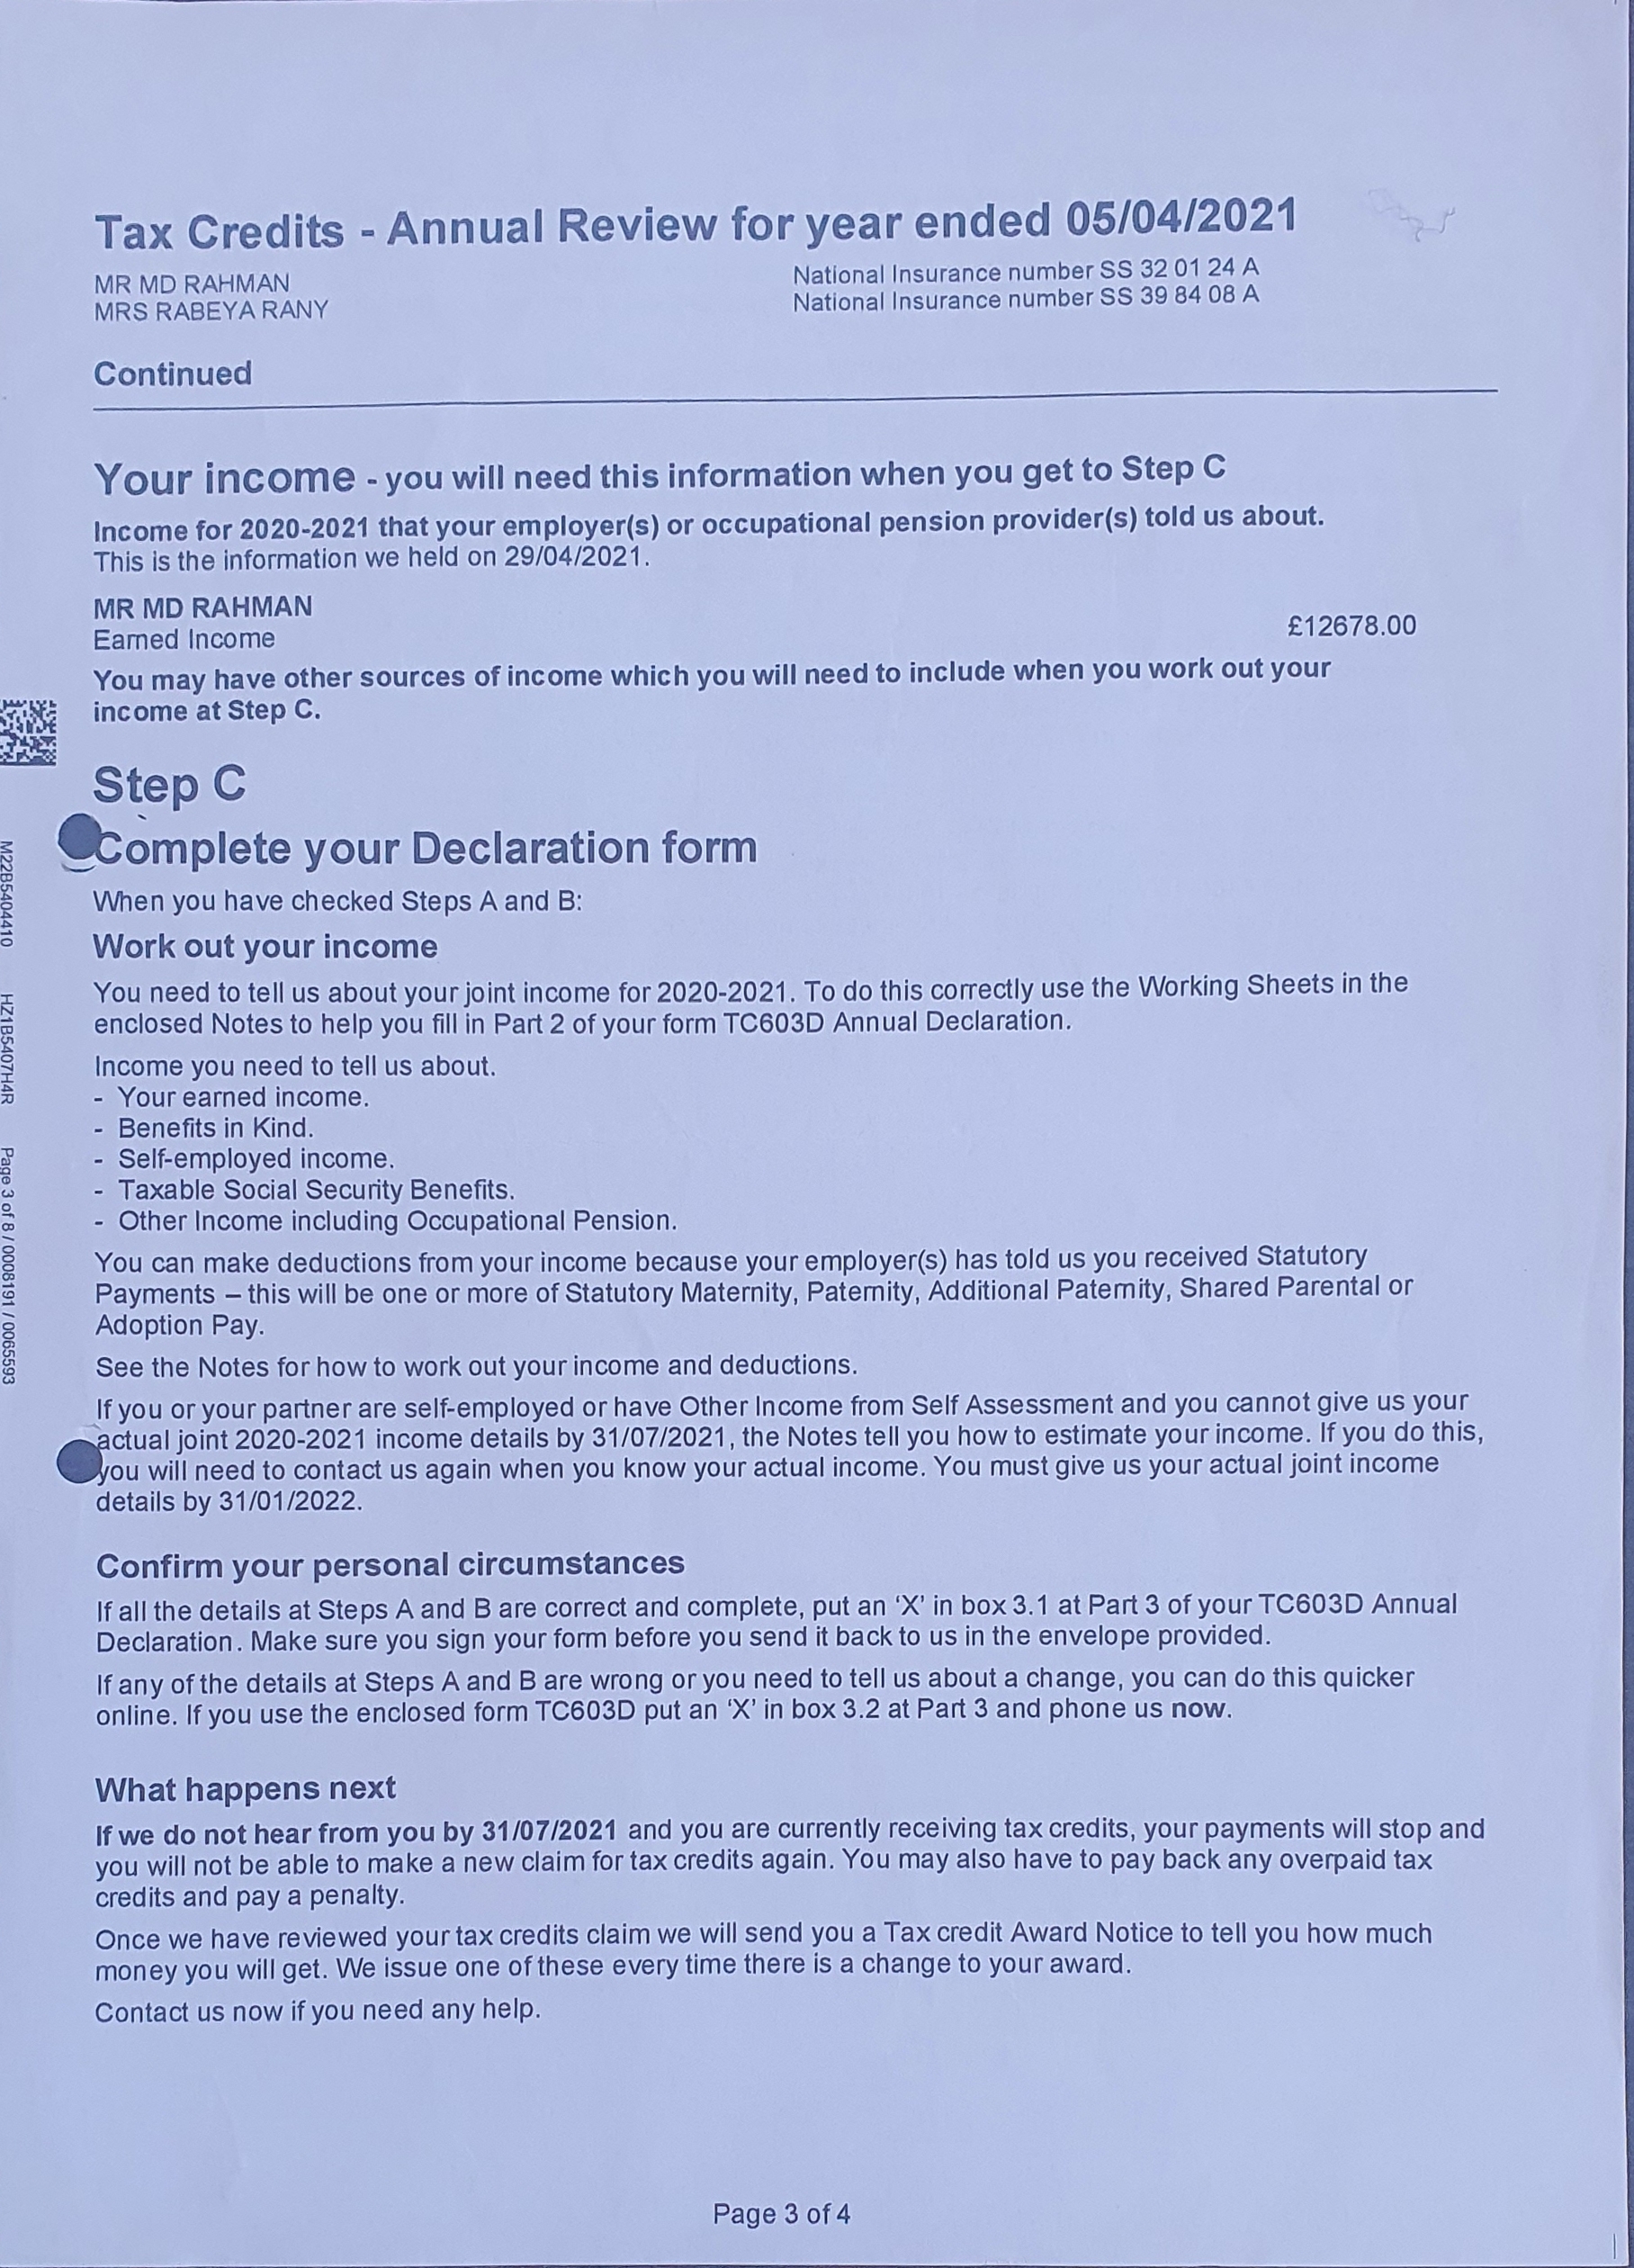 Tax Credits - Annual Review for year ended 05/04/2021
MR MD RAHMAN
National Insurance number SS 32 01 24 A
MRS RABEYA RANY
National Insurance number SS 39 84 08 A
Continued
Your income - you will need this information when you get to Step C
Income for 2020-2021 that your employer(s) or occupational pension provider(s) told us about.
This is the information we held on 29/04/2021.
MR MD RAHMAN
Earned Income £12678.00
You may have other sources of income which you will need to include when you work out your
income at Step C.
Step C
Complete your Declaration form
When you have checked Steps A and B:
Work out your income
You need to tell us about your joint income for 2020-2021. To do this correctly use the Working Sheets in the
enclosed Notes to help you fill in Part 2 of your form TC603D Annual Declaration.
Income you need to tell us about.
- Your earned income.
- Benefits in Kind.
- Self-employed income.
- Taxable Social Security Benefits.
- Other Income including Occupational Pension.
You can make deductions from your income because your employer(s) has told us you received Statutory
Payments – this will be one or more of Statutory Maternity, Paternity, Additional Paternity, Shared Parental or
Adoption Pay.
See the Notes for how to work out your income and deductions.
If you or your partner are self-employed or have Other Income from Self Assessment and you cannot give us your
actual joint 2020-2021 income details by 31/07/2021, the Notes tell you how to estimate your income. If you do this,
you will need to contact us again when you know your actual income. You must give us your actual joint income
details by 31/01/2022.
Confirm your personal circumstances
If all the details at Steps A and B are correct and complete, put an ‘X’ in box 3.1 at Part 3 of your TC603D Annual
Declaration. Make sure you sign your form before you send it back to us in the envelope provided.
If any of the details at Steps A and B are wrong or you need to tell us about a change, you can do this quicker
online. If you use the enclosed form TC603D put an ‘X’ in box 3.2 at Part 3 and phone us now.
What happens next
If we do not hear from you by 31/07/2021 and you are currently receiving tax credits, your payments will stop and
you will not be able to make a new claim for tax credits again. You may also have to pay back any overpaid tax
credits and pay a penalty.
Once we have reviewed your tax credits claim we will send you a Tax credit Award Notice to tell you how much
money you will get. We issue one of these every time there is a change to your award.
Contact us now if you need any help.
Page 3 of 4
M22B5404410 HZ1B5407H4R Page 3 of 8 / 0008191 / 0065593